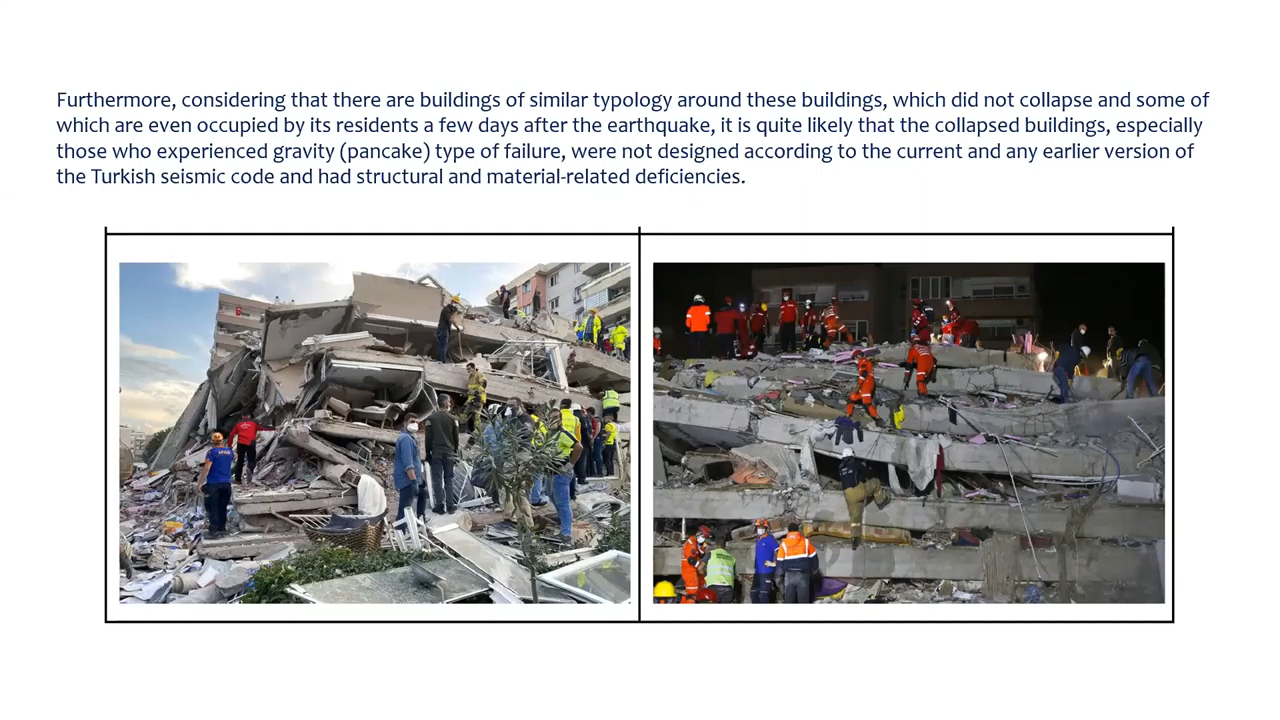 Furthermore, considering that there are buildings of similar typology around these buildings, which did not collapse and some of
which are even occupied by its residents a few days after the earthquake, it is quite likely that the collapsed buildings, especially
those who experienced gravity (pancake) type of failure, were not designed according to the current and any earlier version of
the Turkish seismic code and had structural and material-related deficiencies.